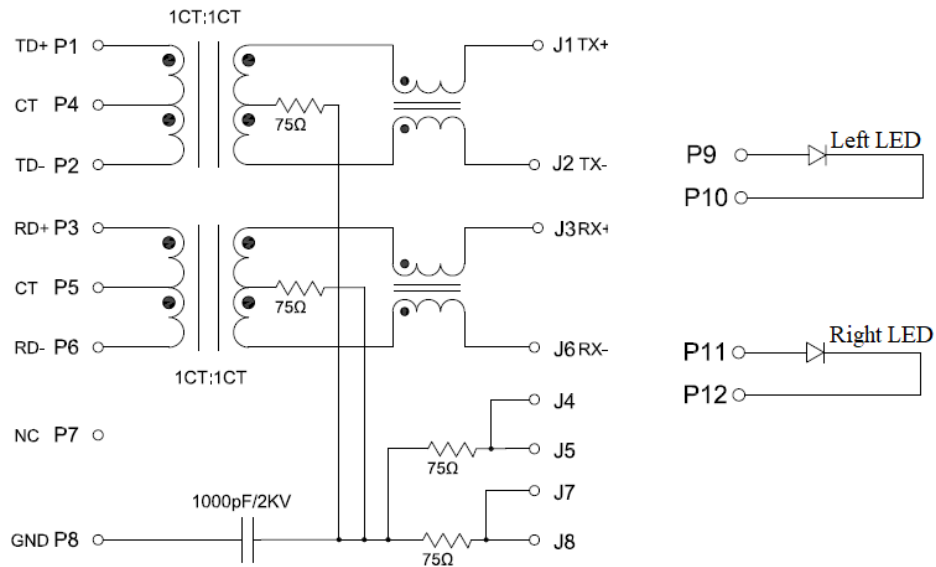 1CT:1CT
TD+ P1
J1 TX+
CT P4
75Ω
TD- P2
J2 TX-
Left LED
P9
P10
RD+ P3
J3 RX+
CT P5
75Ω
RD- P6
J6 RX-
1CT:1CT
Right LED
P11
P12
J4
NC P7
J5
75Ω
J7
1000pF/2KV
GND P8
J8
75Ω